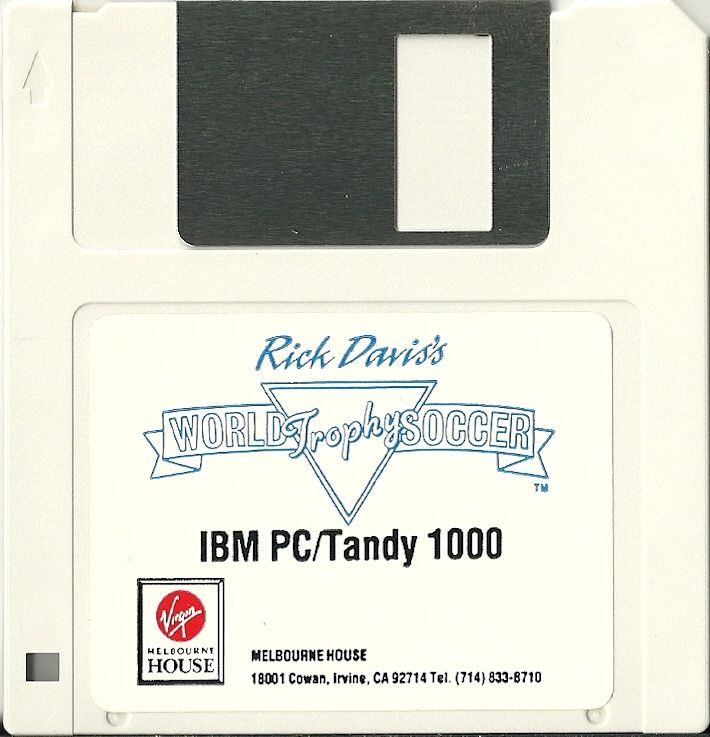 Rick Davis's
WORLD Trophy SOCCER
TM
IBM PC/Tandy 1000
Virgin
MELBOURNE
HOUSE
MELBOURNE HOUSE
18001 Cowan, Irvine, CA 92714 Tel. (714) 833-8710